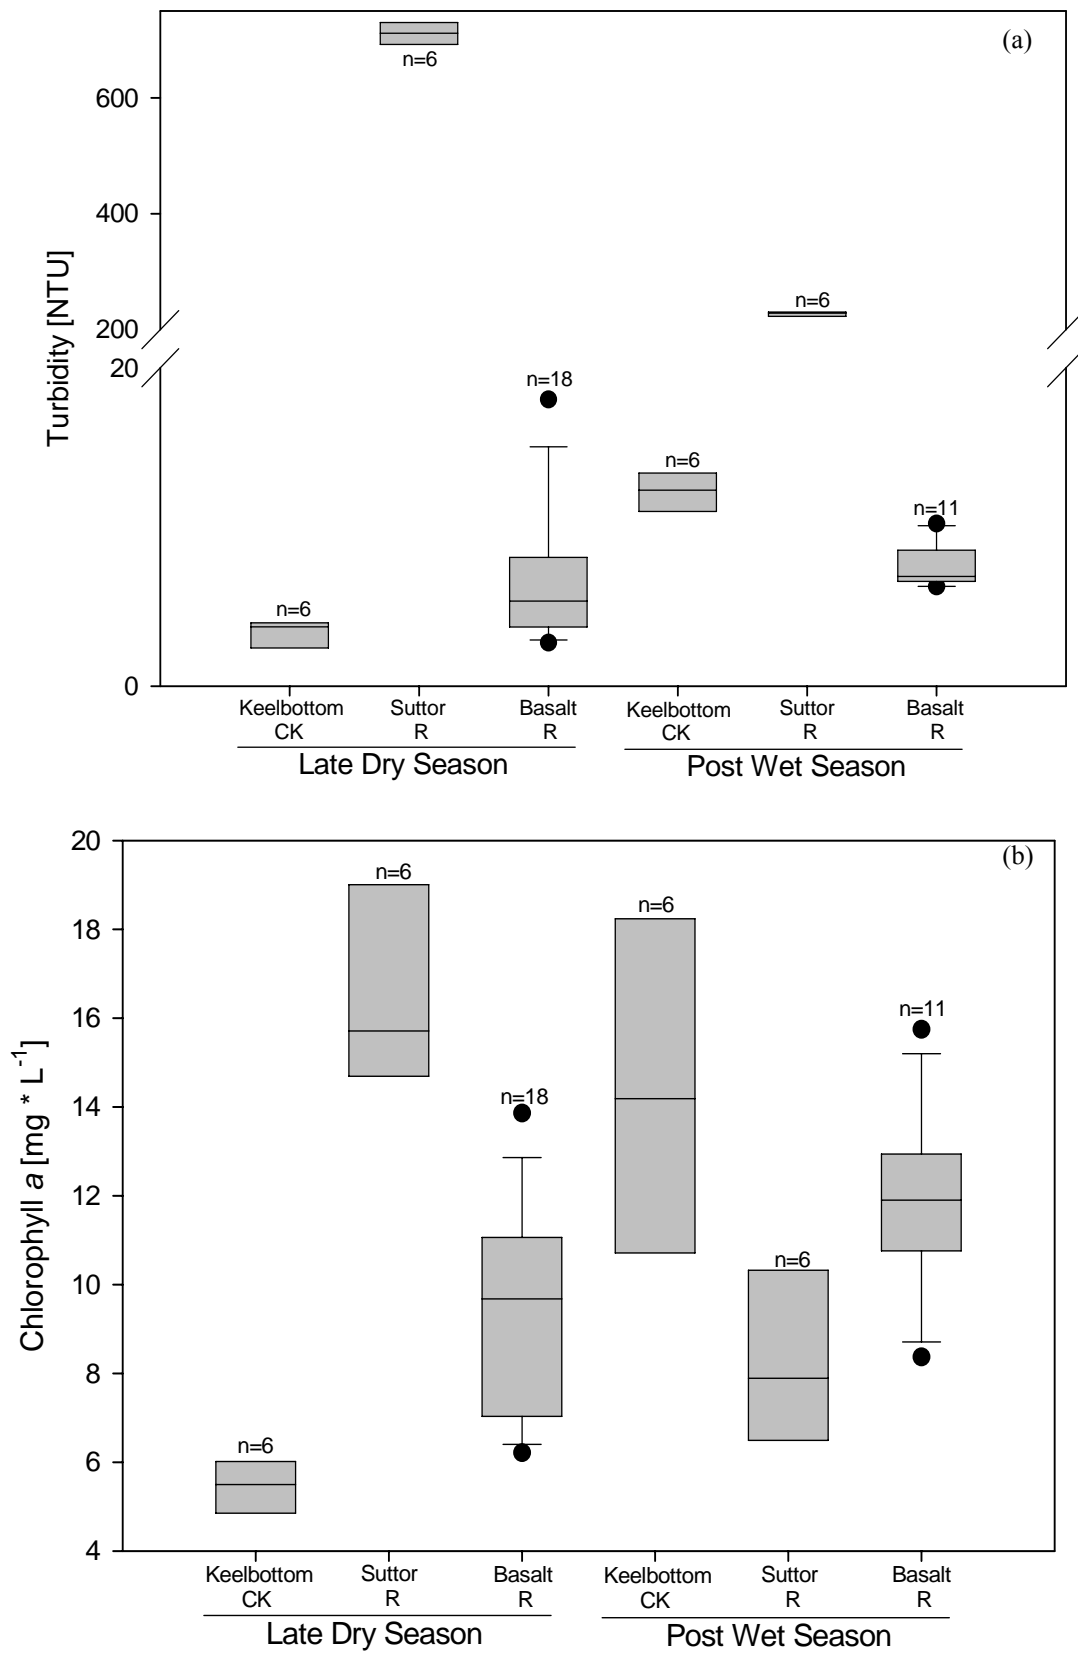 (a)
n=6
600
400
Turbidity [NTU]
n=6
200
20
n=18
n=6
n=11
n=6
0
Keelbottom Suttor Basalt Keelbottom Suttor Basalt
CK R R CK R R
Late Dry Season Post Wet Season
20
(b)
n=6
18
n=6
16
n=11
Chlorophyll a [mg * L-1]
14
n=18
12
10
n=6
8
6
n=6
4
Keelbottom Suttor Basalt Keelbottom Suttor Basalt
CK R R CK R R
Late Dry Season Post Wet Season